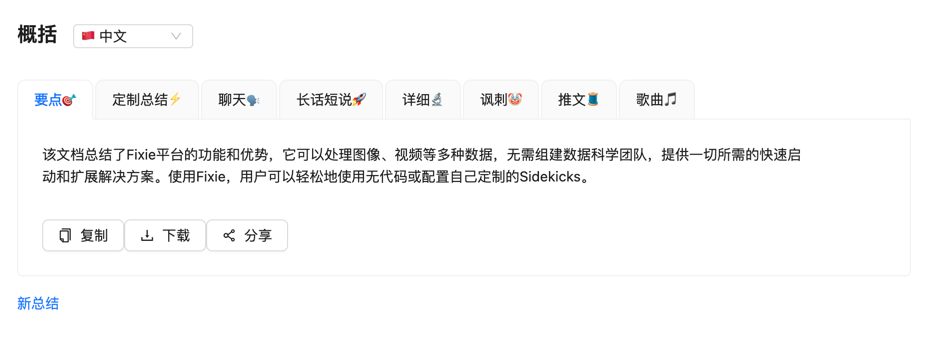 概括 🇨🇳 中文
要点🎯 定制总结⚡ 聊天🗣️ 长话短说🚀 详细🔬 讽刺🤡 推文🧵 歌曲🎵
该文档总结了Fixie平台的功能和优势，它可以处理图像、视频等多种数据，无需组建数据科学团队，提供一切所需的快速启
动和扩展解决方案。使用Fixie，用户可以轻松地使用无代码或配置自己定制的Sidekicks。
复制 下载 分享
新总结